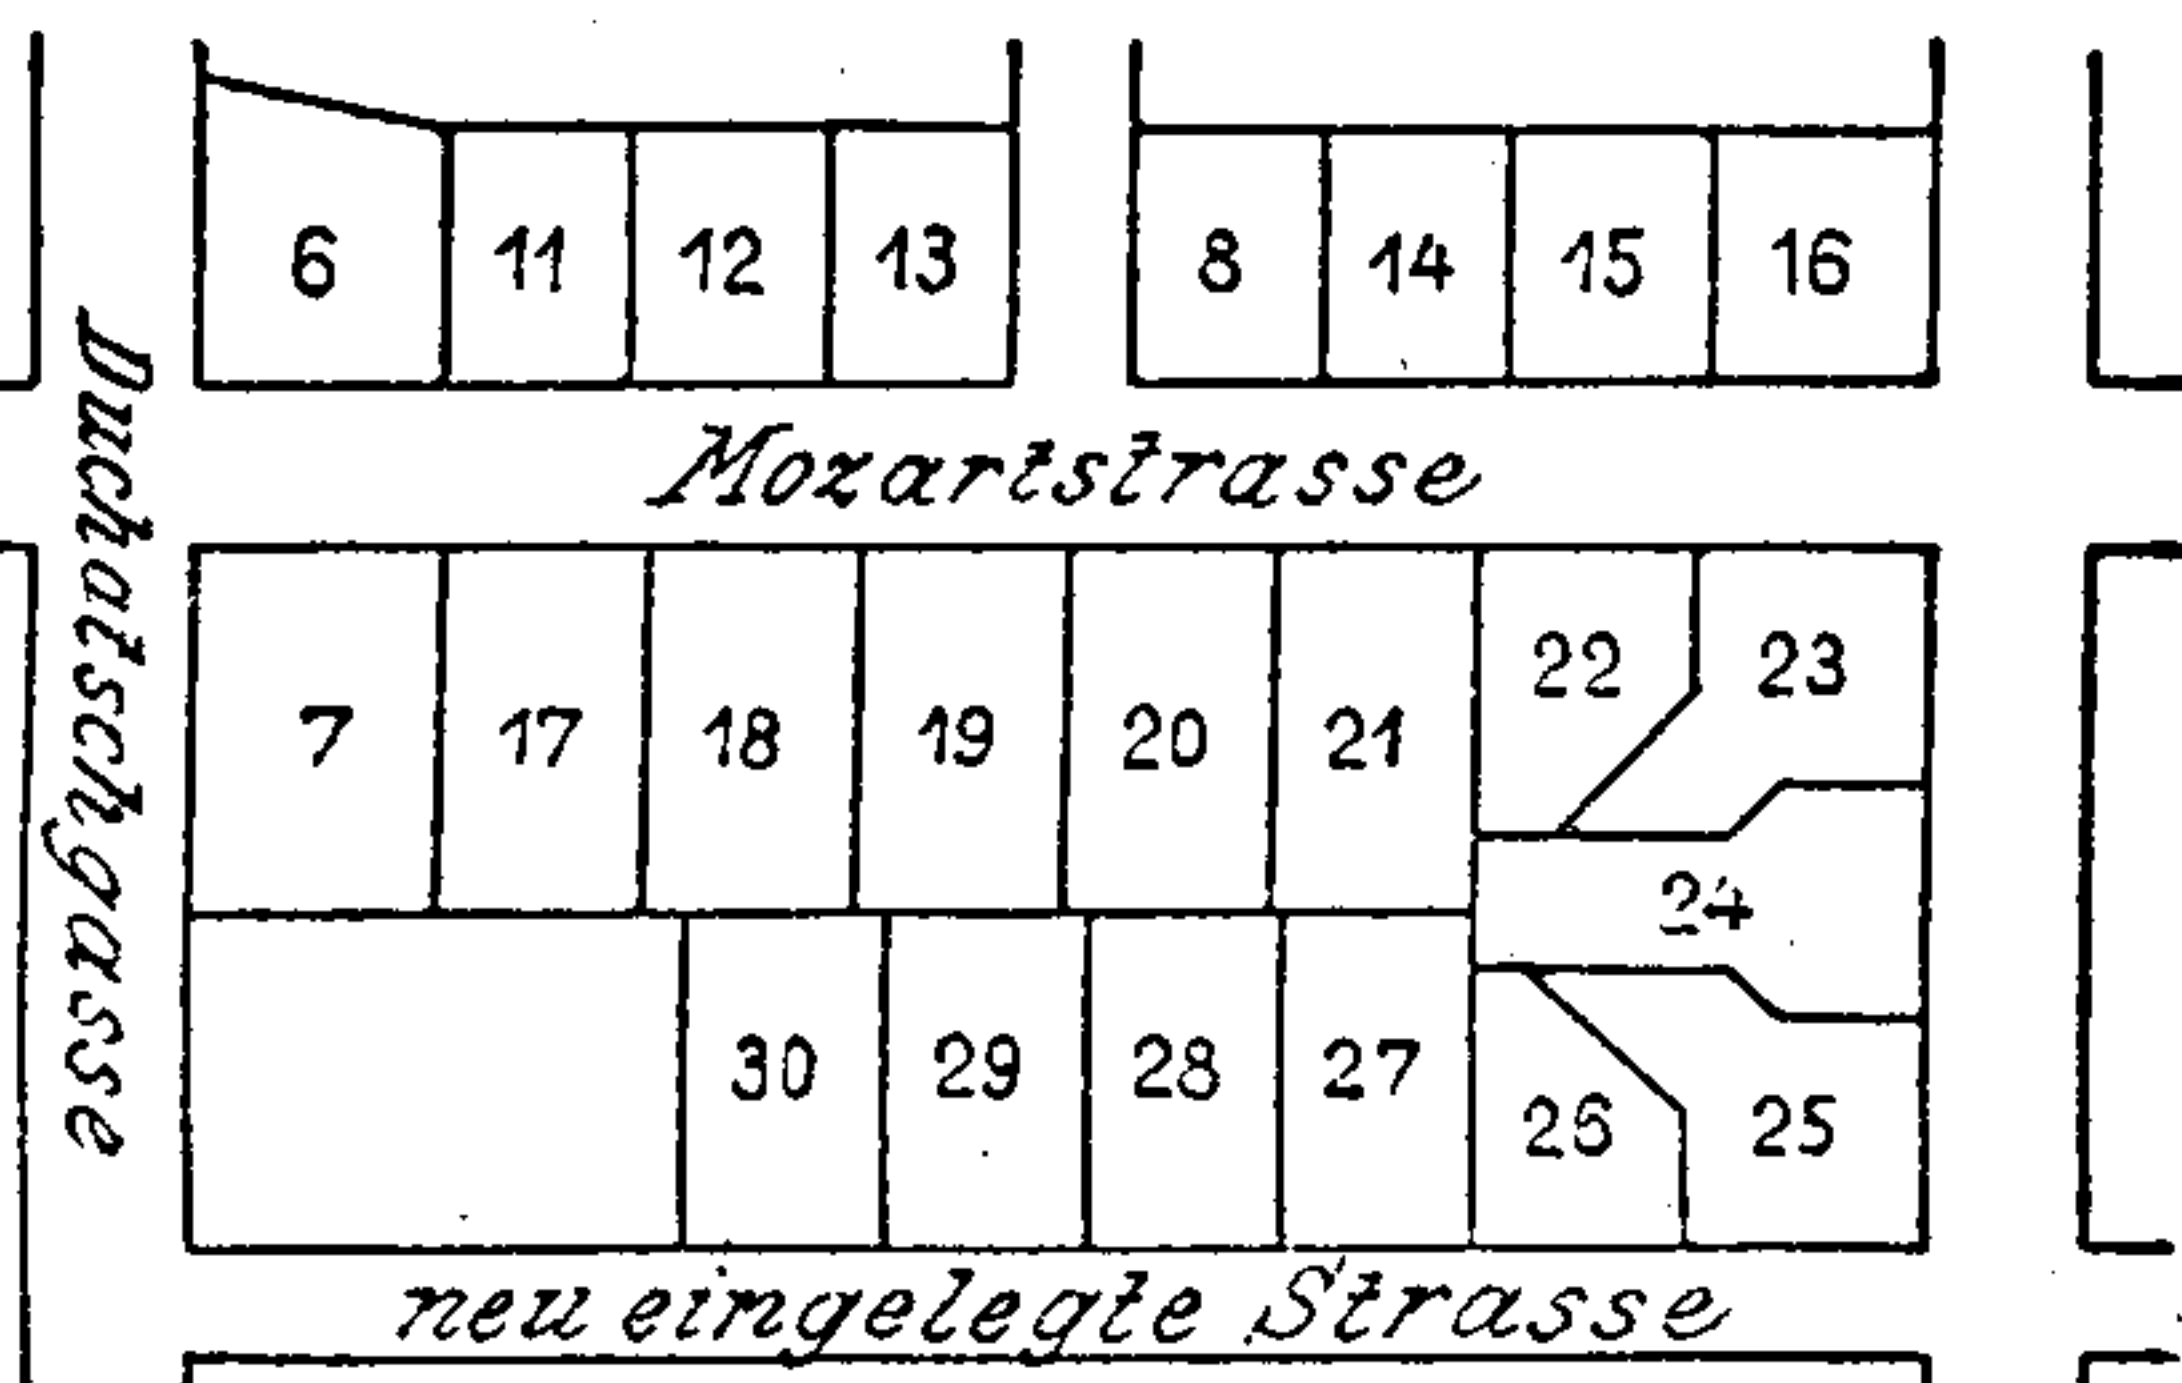 6 11 12 13 8 14 15 16
Duchatschgasse
Mozartstrasse
22 23
7 17 18 19 20 21
24
30 29 28 27
26 25
neu eingelegte Strasse